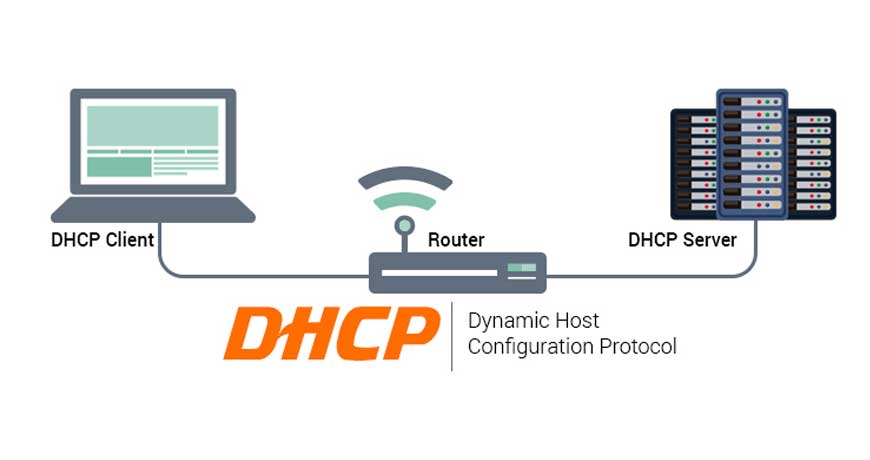 DHCP Client
Router
DHCP Server
DHCP
Dynamic Host
Configuration Protocol